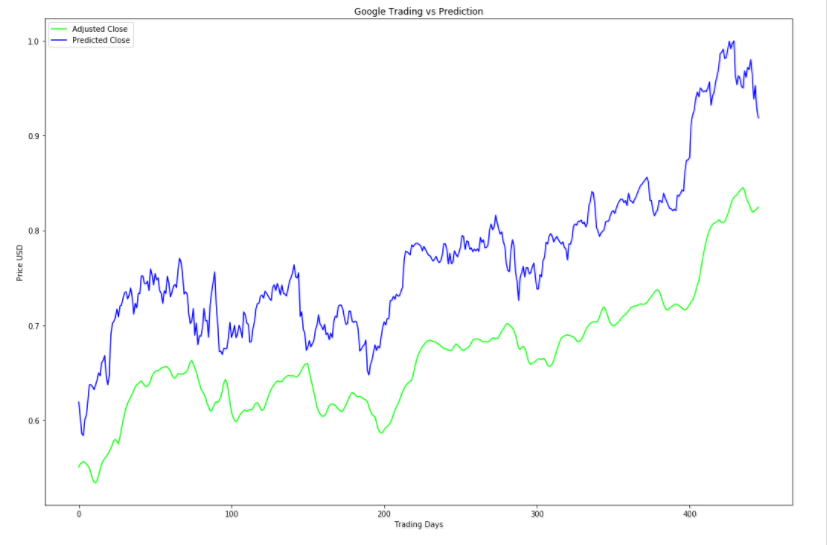 Google Trading vs Prediction
Adjusted Close
Predicted Close
1.0
0.9
0.8
0.7
0.6
Price USD
0
100
200
300
400
Trading Days